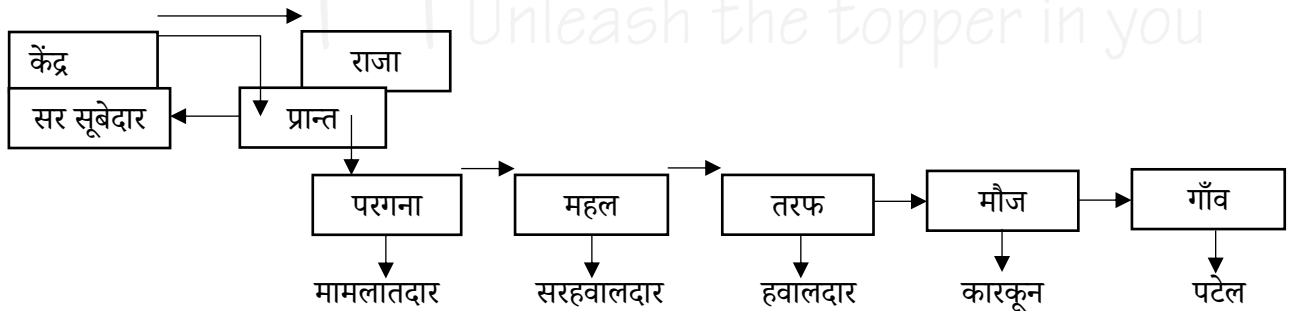 Unleash the topper in you
केंद्र
राजा
सर सूबेदार
प्रान्त
परगना
महल
तरफ
मौज
गाँव
मामलातदार
सरहवालदार
हवालदार
कारकून
पटेल